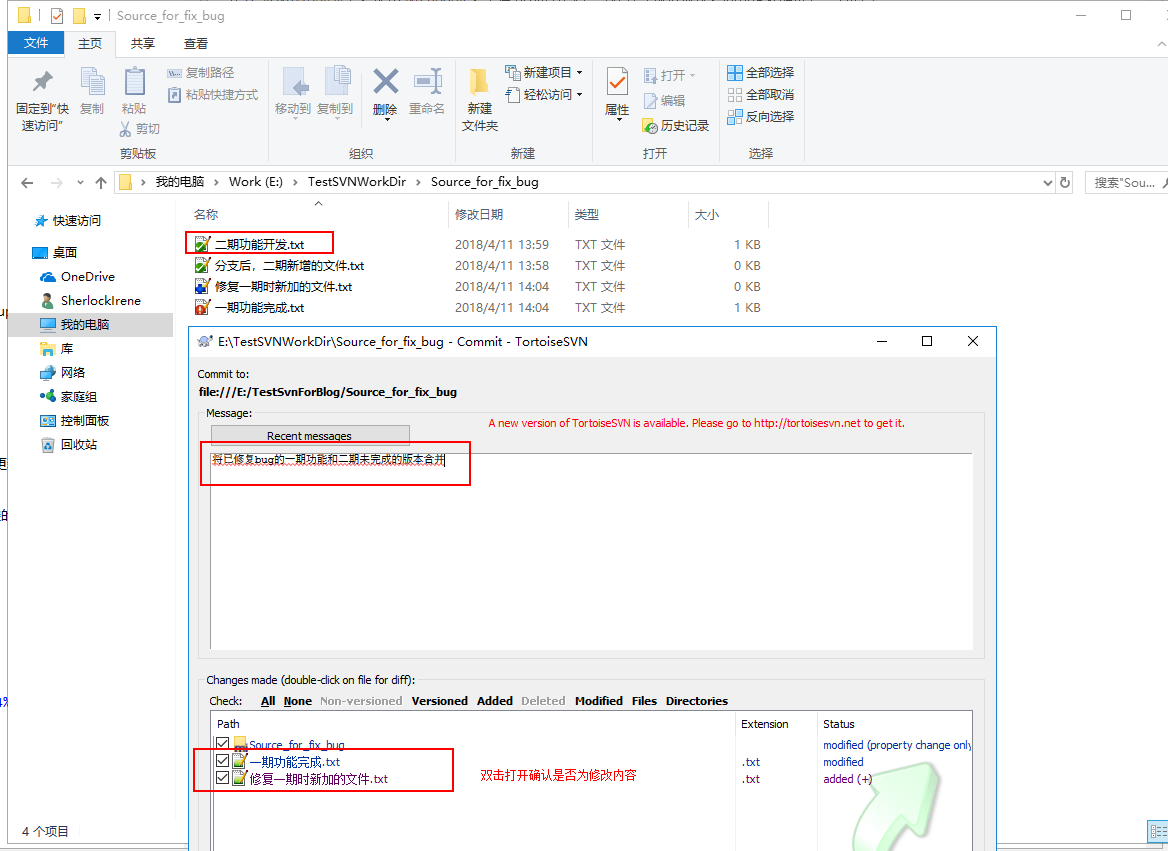 Source_for_fix_bug
文件 主页 共享 查看
固定到"快速访问"
复制
粘贴
复制路径
粘贴快捷方式
剪切
剪贴板
移动到
复制到
删除
重命名
组织
新建文件夹
新建项目
轻松访问
新建
属性
打开
编辑
历史记录
打开
全部选择
全部取消
反向选择
选择
我的电脑 Work (E:) TestSVNWorkDir Source_for_fix_bug
搜索"Sou...
快速访问
桌面
OneDrive
SherlockIrene
我的电脑
库
网络
家庭组
控制面板
回收站
名称 修改日期 类型 大小
二期功能开发.txt 2018/4/11 13:59 TXT 文件 1 KB
分支后，二期新增的文件.txt 2018/4/11 13:58 TXT 文件 0 KB
修复一期时新加的文件.txt 2018/4/11 14:04 TXT 文件 0 KB
一期功能完成.txt 2018/4/11 14:04 TXT 文件 1 KB
E:\TestSVNWorkDir\Source_for_fix_bug - Commit - TortoiseSVN
Commit to:
file:///E:/TestSvnForBlog/Source_for_fix_bug
Message:
A new version of TortoiseSVN is available. Please go to http://tortoisesvn.net to get it.
Recent messages
将已修复bug的一期功能和二期未完成的版本合并
Changes made (double-click on file for diff):
Check: All None Non-versioned Versioned Added Deleted Modified Files Directories
Path Extension Status
Source_for_fix_bug modified (property change only
一期功能完成.txt .txt modified
修复一期时新加的文件.txt .txt added (+)
双击打开确认是否为修改内容
4 个项目